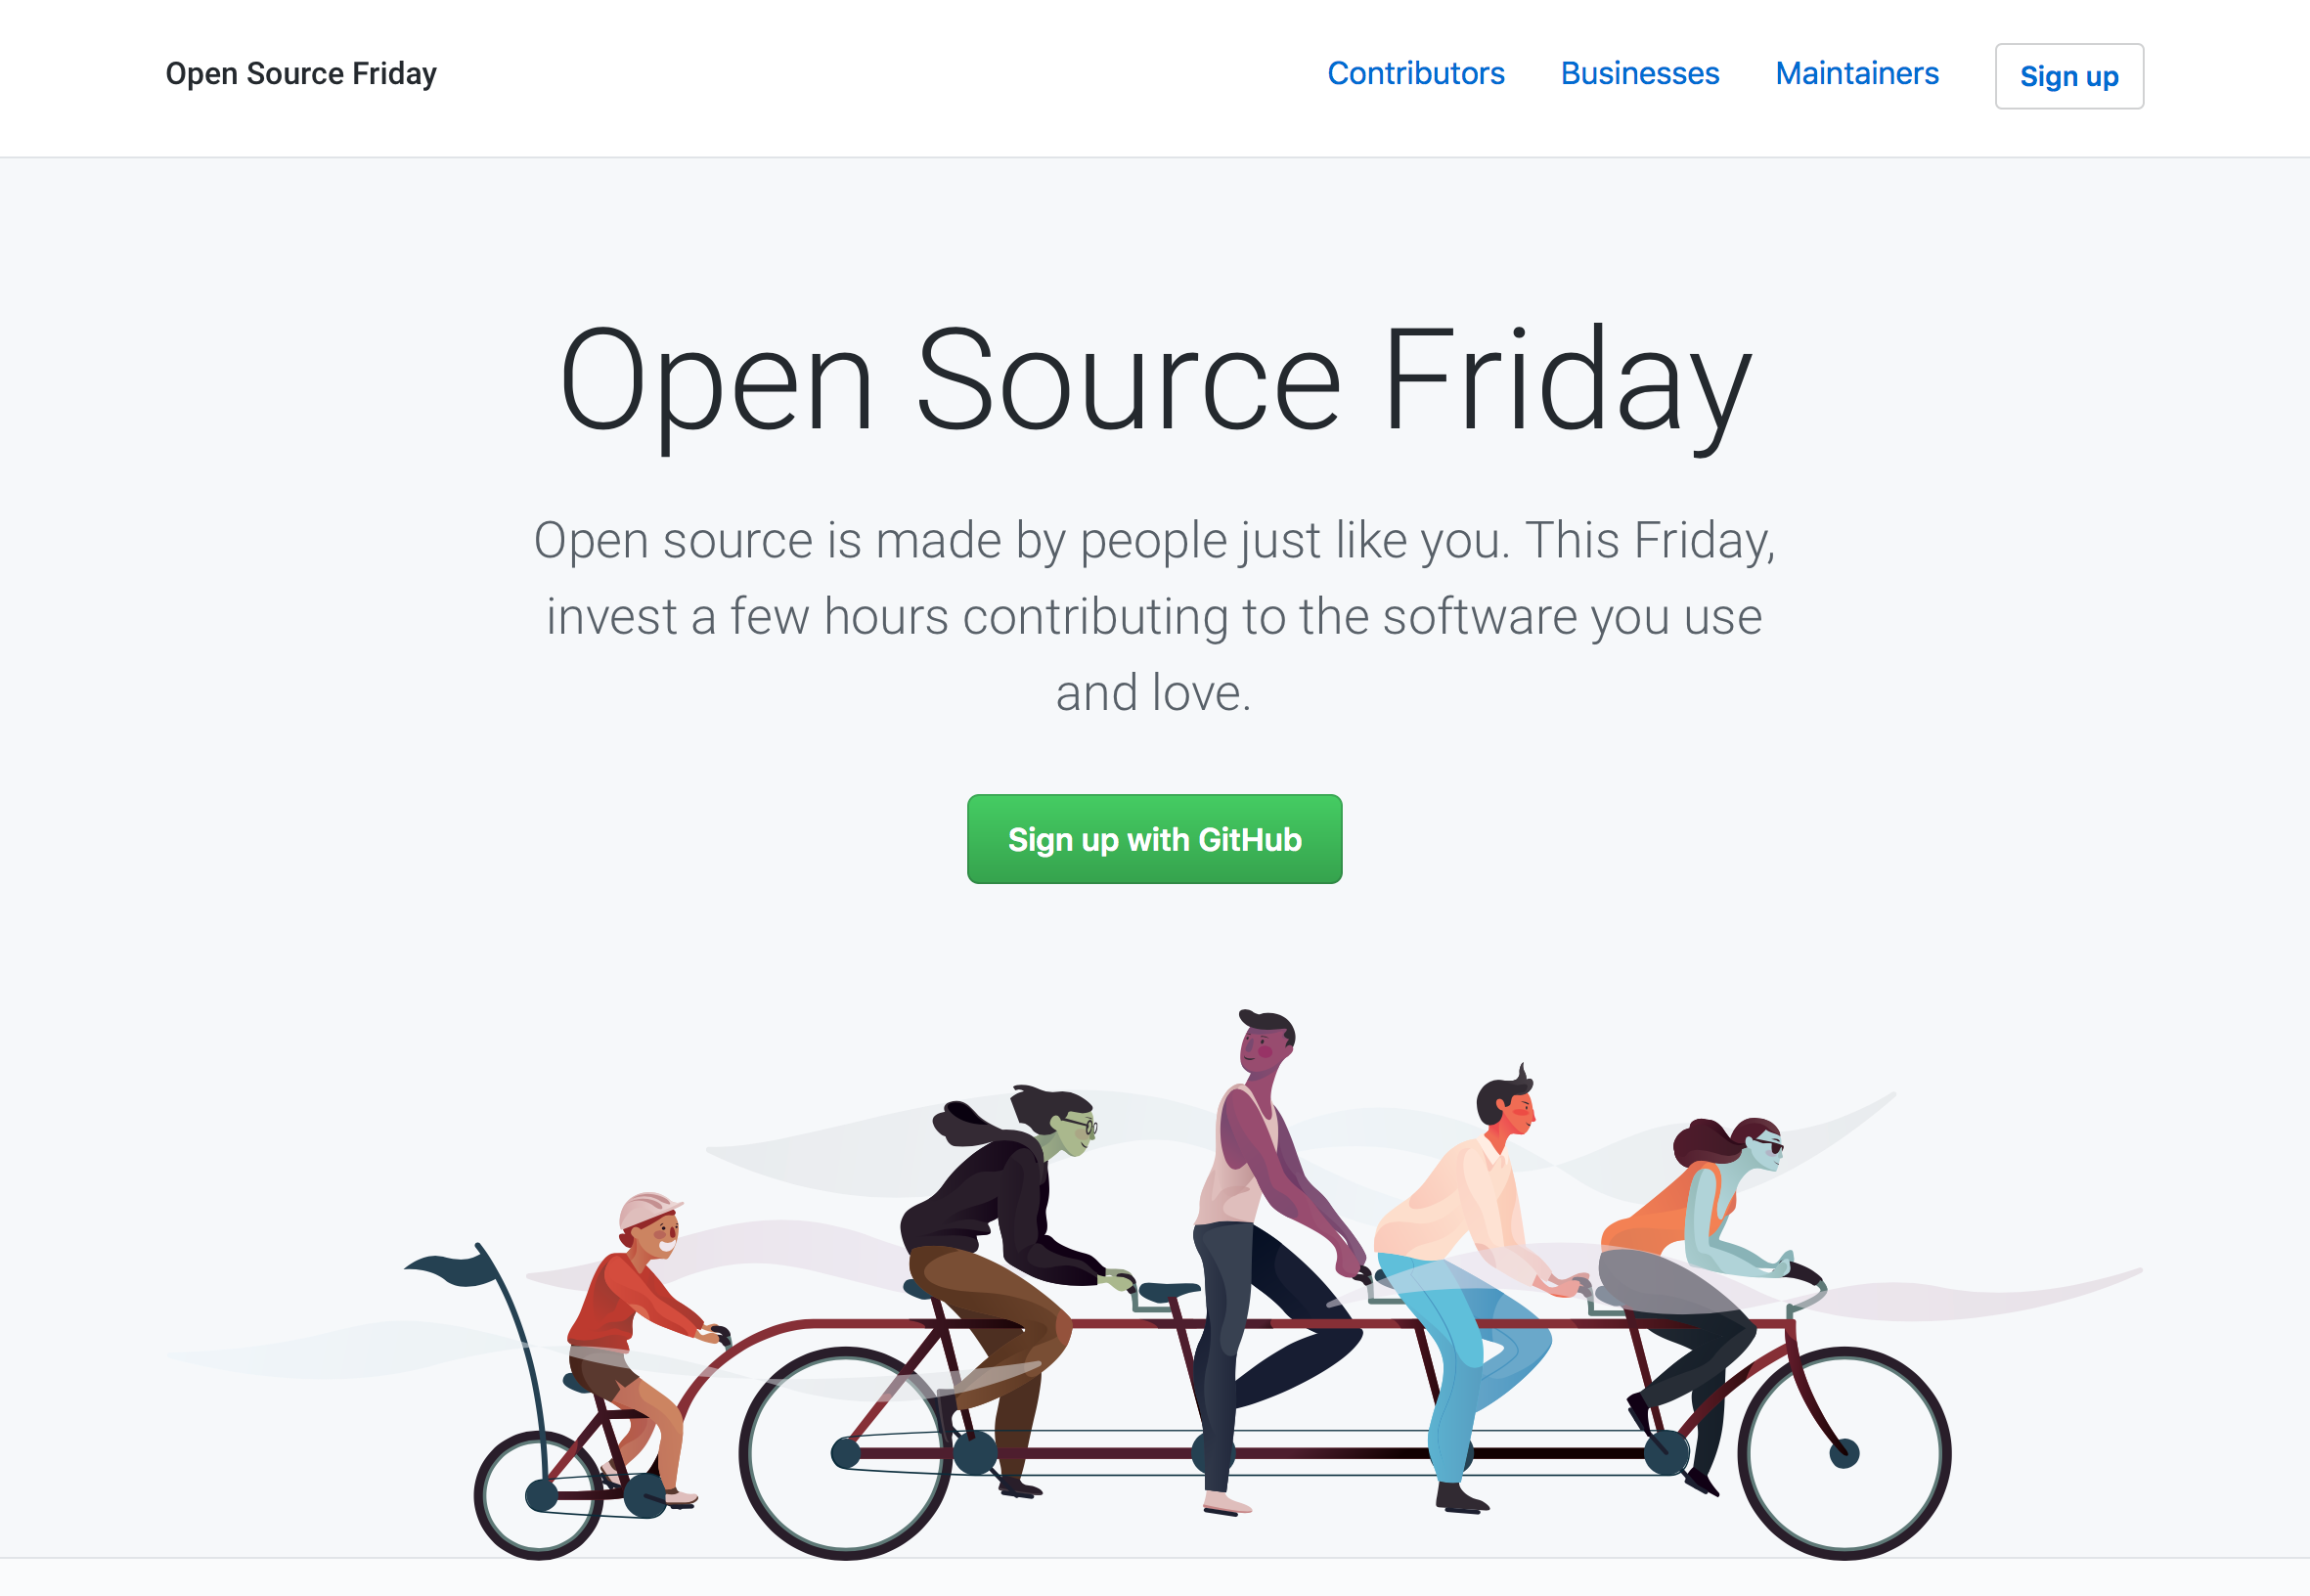 Open Source Friday
Contributors
Businesses
Maintainers
Sign up
Open Source Friday
Open source is made by people just like you. This Friday,
invest a few hours contributing to the software you use
and love.
Sign up with GitHub